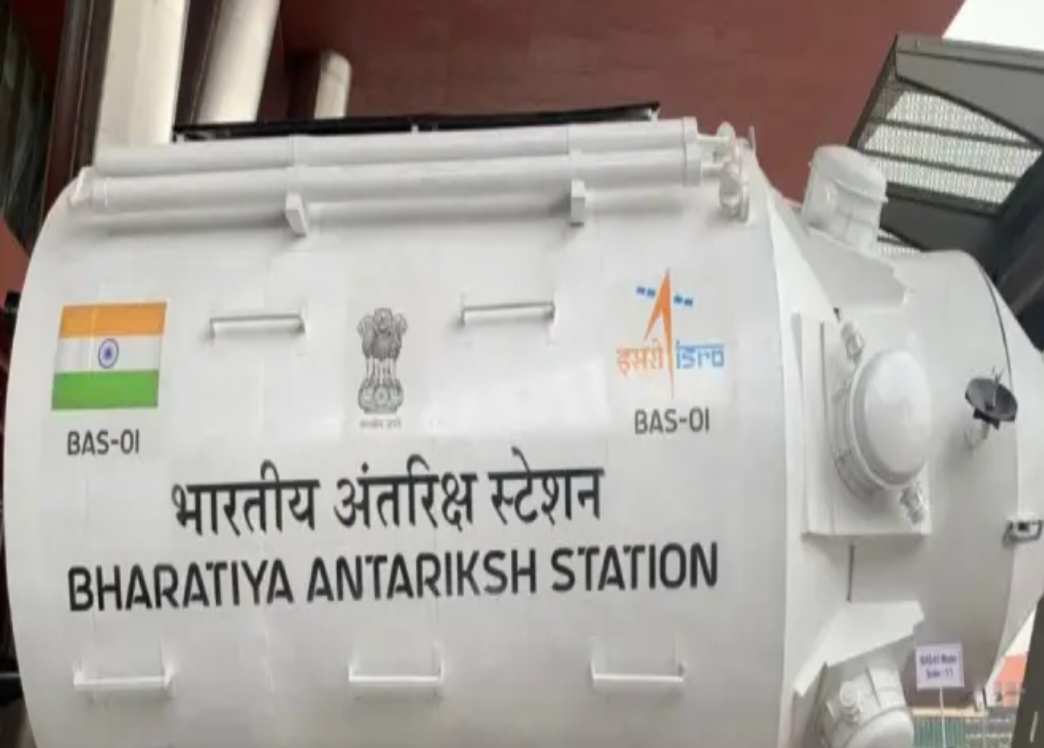 BAS-01
इसरो isro
BAS-01
भारतीय अंतरिक्ष स्टेशन
BHARATIYA ANTARIKSH STATION